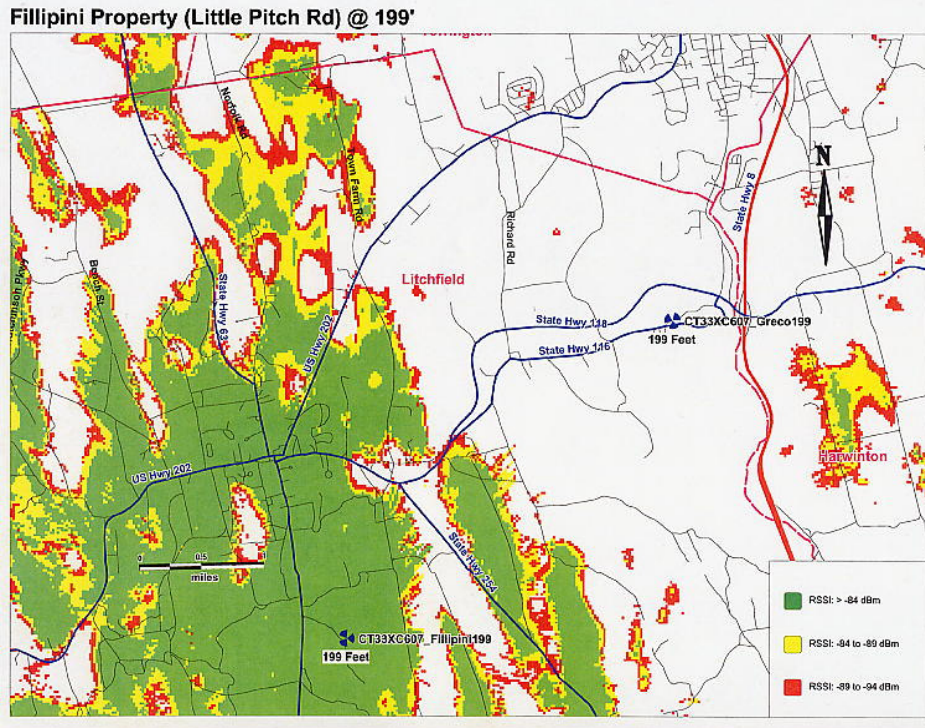 Fillipini Property (Little Pitch Rd) @ 199'
Torrington
Norfolk Rd
Town Farm Rd
N
State Hwy 8
Richard Rd
Beach St
State Hwy 63
Litchfield
US Hwy 202
State Hwy 118
CT33XC607_Greco199
199 Feet
State Hwy 116
Harwinton
US Hwy 202
0 0.5 1
miles
State Hwy 254
CT33XC607_Fillipini199
199 Feet
RSSI: > -84 dBm
RSSI: -84 to -89 dBm
RSSI: -89 to -94 dBm